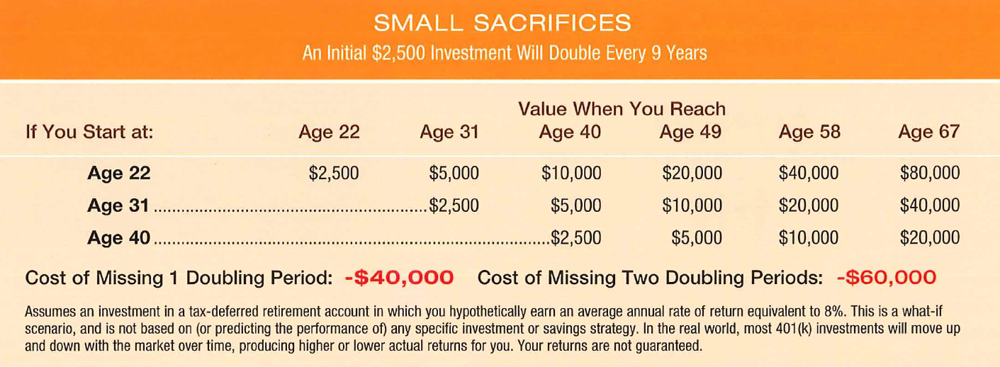 SMALL SACRIFICES
An Initial $2,500 Investment Will Double Every 9 Years
Value When You Reach
If You Start at: Age 22 Age 31 Age 40 Age 49 Age 58 Age 67
Age 22 $2,500 $5,000 $10,000 $20,000 $40,000 $80,000
Age 31 ............................................................ $2,500 $5,000 $10,000 $20,000 $40,000
Age 40 ....................................................................................... $2,500 $5,000 $10,000 $20,000
Cost of Missing 1 Doubling Period: -$40,000 Cost of Missing Two Doubling Periods: -$60,000
Assumes an investment in a tax-deferred retirement account in which you hypothetically earn an average annual rate of return equivalent to 8%. This is a what-if
scenario, and is not based on (or predicting the performance of) any specific investment or savings strategy. In the real world, most 401(k) investments will move up
and down with the market over time, producing higher or lower actual returns for you. Your returns are not guaranteed.